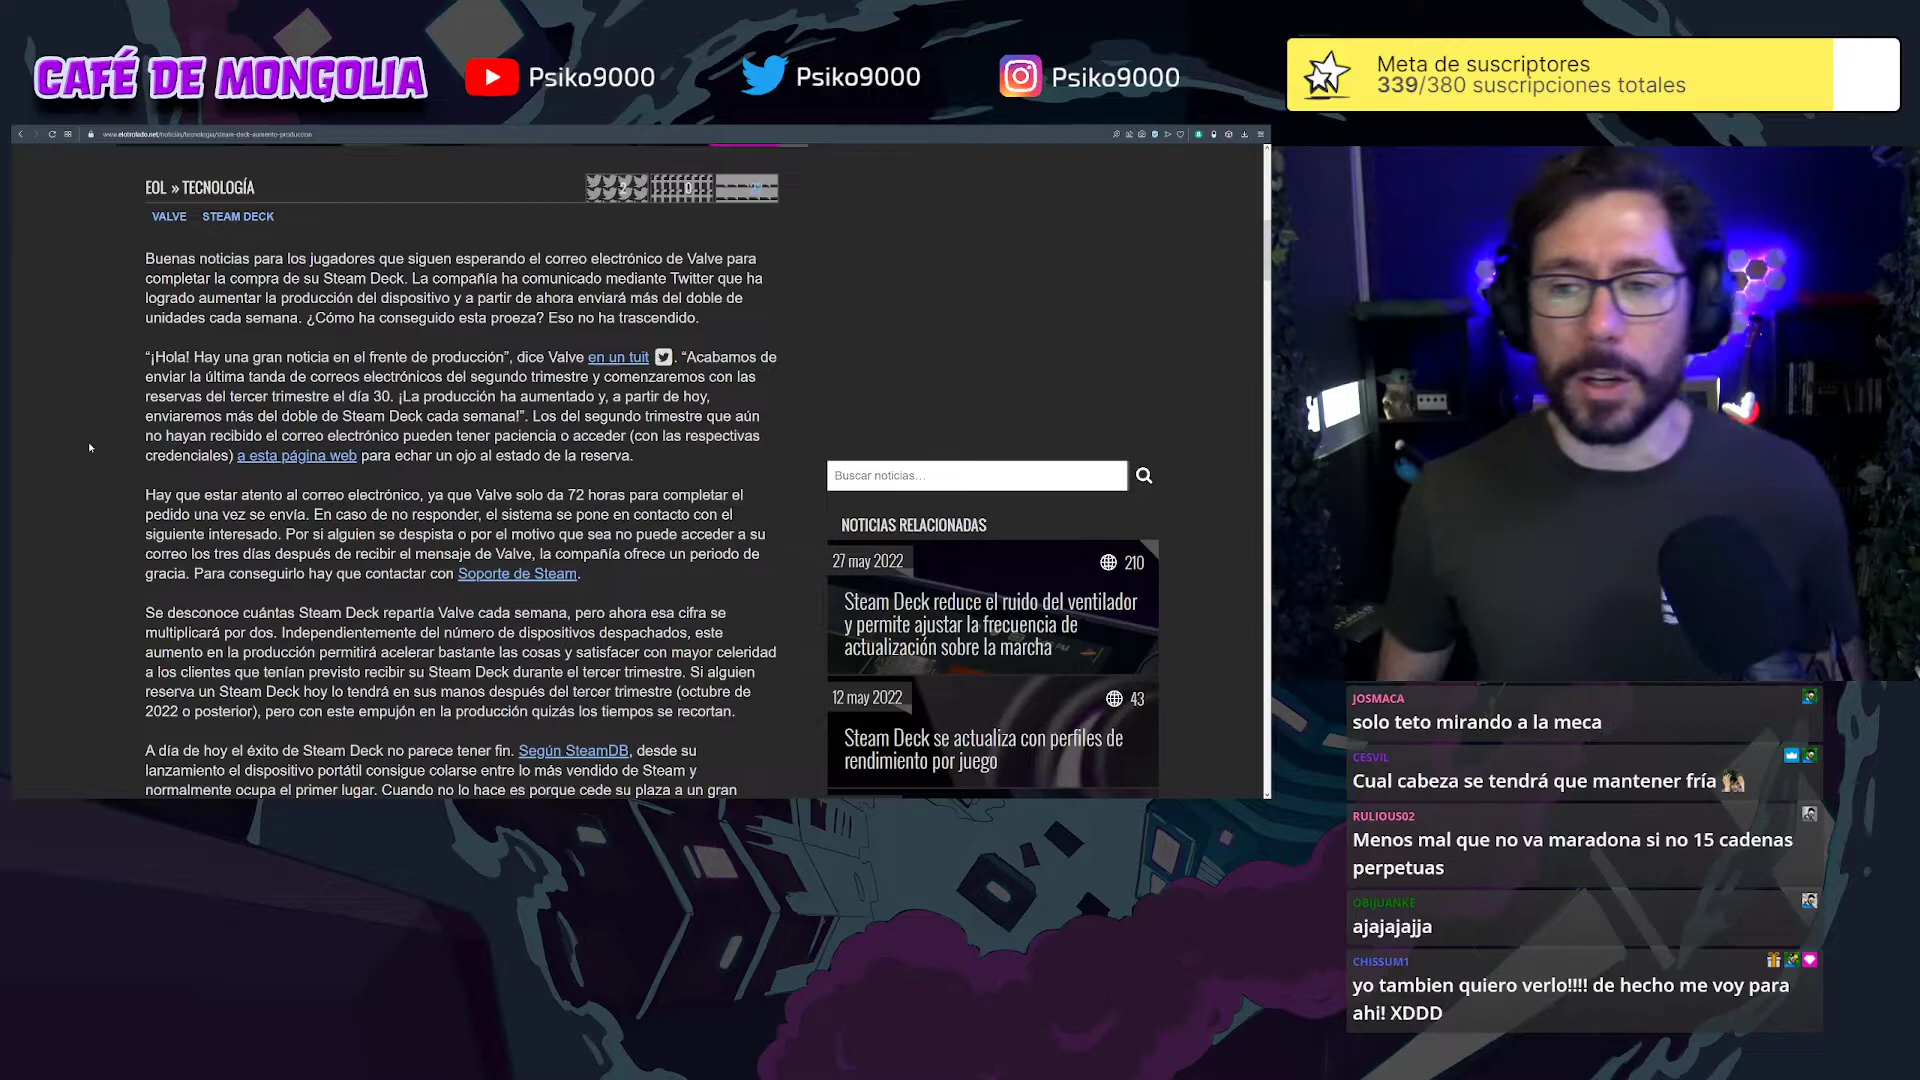 CAFÉ DE MONGOLIA
Psiko9000
Psiko9000
Psiko9000
Meta de suscriptores
339/380 suscripciones totales
www.elotrolado.net/noticias/tecnologia/steam-deck-aumento-produccion
EOL » TECNOLOGÍA
2
0
VALVE STEAM DECK
Buenas noticias para los jugadores que siguen esperando el correo electrónico de Valve para
completar la compra de su Steam Deck. La compañía ha comunicado mediante Twitter que ha
logrado aumentar la producción del dispositivo y a partir de ahora enviará más del doble de
unidades cada semana. ¿Cómo ha conseguido esta proeza? Eso no ha trascendido.
“¡Hola! Hay una gran noticia en el frente de producción”, dice Valve en un tuit. “Acabamos de
enviar la última tanda de correos electrónicos del segundo trimestre y comenzaremos con las
reservas del tercer trimestre el día 30. ¡La producción ha aumentado y, a partir de hoy,
enviaremos más del doble de Steam Deck cada semana!”. Los del segundo trimestre que aún
no hayan recibido el correo electrónico pueden tener paciencia o acceder (con las respectivas
credenciales) a esta página web para echar un ojo al estado de la reserva.
Hay que estar atento al correo electrónico, ya que Valve solo da 72 horas para completar el
pedido una vez se envía. En caso de no responder, el sistema se pone en contacto con el
siguiente interesado. Por si alguien se despista o por el motivo que sea no puede acceder a su
correo los tres días después de recibir el mensaje de Valve, la compañía ofrece un periodo de
gracia. Para conseguirlo hay que contactar con Soporte de Steam.
Se desconoce cuántas Steam Deck repartía Valve cada semana, pero ahora esa cifra se
multiplicará por dos. Independientemente del número de dispositivos despachados, este
aumento en la producción permitirá acelerar bastante las cosas y satisfacer con mayor celeridad
a los clientes que tenían previsto recibir su Steam Deck durante el tercer trimestre. Si alguien
reserva un Steam Deck hoy lo tendrá en sus manos después del tercer trimestre (octubre de
2022 o posterior), pero con este empujón en la producción quizás los tiempos se recortan.
A día de hoy el éxito de Steam Deck no parece tener fin. Según SteamDB, desde su
lanzamiento el dispositivo portátil consigue colarse entre lo más vendido de Steam y
normalmente ocupa el primer lugar. Cuando no lo hace es porque cede su plaza a un gran
Buscar noticias...
NOTICIAS RELACIONADAS
27 may 2022
210
Steam Deck reduce el ruido del ventilador
y permite ajustar la frecuencia de
actualización sobre la marcha
12 may 2022
43
Steam Deck se actualiza con perfiles de
rendimiento por juego
JOSMACA
solo teto mirando a la meca
CESVIL
Cual cabeza se tendrá que mantener fría
RULIOUS02
Menos mal que no va maradona si no 15 cadenas
perpetuas
OBIJUANKE
ajajajajja
CHISSUM1
yo tambien quiero verlo!!!! de hecho me voy para
ahi! XDDD